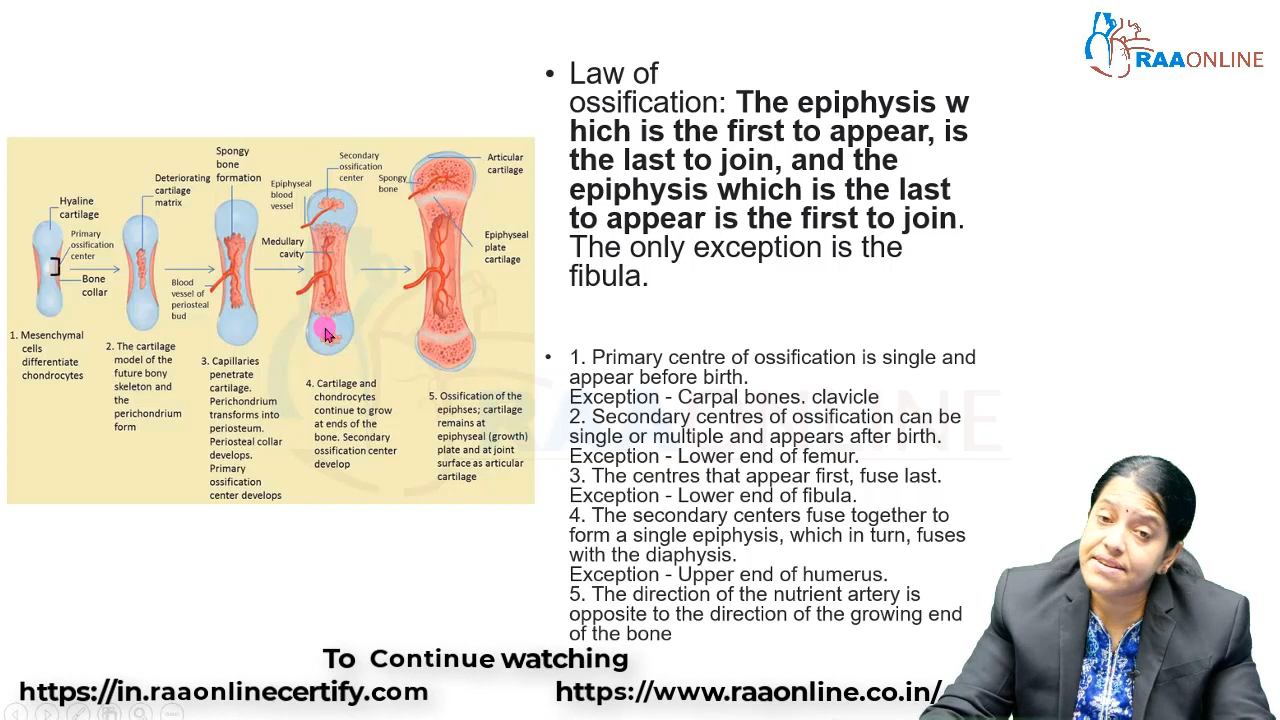 RAAONLINE
• Law of
ossification: The epiphysis w
hich is the first to appear, is
the last to join, and the
epiphysis which is the last
to appear is the first to join.
The only exception is the
fibula.
• 1. Primary centre of ossification is single and
appear before birth.
Exception - Carpal bones. clavicle
2. Secondary centres of ossification can be
single or multiple and appears after birth.
Exception - Lower end of femur.
3. The centres that appear first, fuse last.
Exception - Lower end of fibula.
4. The secondary centers fuse together to
form a single epiphysis, which in turn, fuses
with the diaphysis.
Exception - Upper end of humerus.
5. The direction of the nutrient artery is
opposite to the direction of the growing end
of the bone
Hyaline
cartilage
Primary
ossification
center
Bone
collar
1. Mesenchymal
cells
differentiate
chondrocytes
Deteriorating
cartilage
matrix
2. The cartilage
model of the
future bony
skeleton and
the
perichondrium
form
Spongy
bone
formation
Blood
vessel of
periosteal
bud
3. Capillaries
penetrate
cartilage.
Perichondrium
transforms into
periosteum.
Periosteal collar
develops.
Primary
ossification
center develops
Secondary
ossification
center
Epiphyseal
blood
vessel
Medullary
cavity
4. Cartilage and
chondrocytes
continue to grow
at ends of the
bone. Secondary
ossification center
develop
Articular
cartilage
Spongy
bone
Epiphyseal
plate
cartilage
5. Ossification of the
epiphses; cartilage
remains at
epiphyseal (growth)
plate and at joint
surface as articular
cartilage
To Continue watching
https://in.raaonlinecertify.com
https://www.raaonline.co.in/